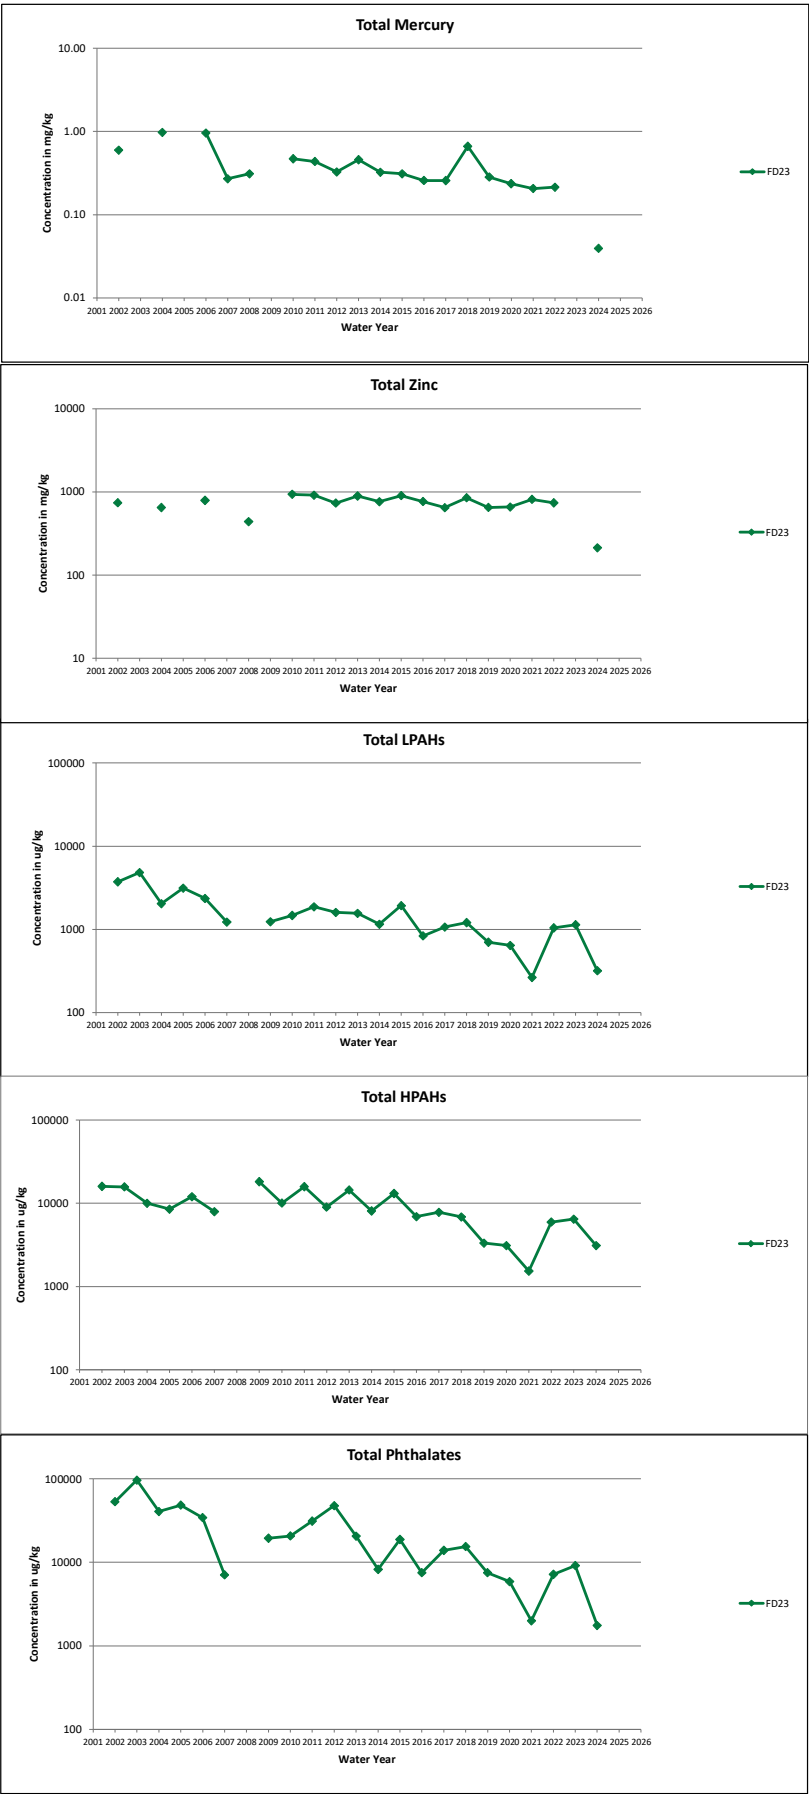 Total Mercury
10.00
1.00
0.10
0.01
Concentration in mg/kg
2001 2002 2003 2004 2005 2006 2007 2008 2009 2010 2011 2012 2013 2014 2015 2016 2017 2018 2019 2020 2021 2022 2023 2024 2025 2026
Water Year
FD23
Total Zinc
10000
1000
100
10
Concentration in mg/kg
2001 2002 2003 2004 2005 2006 2007 2008 2009 2010 2011 2012 2013 2014 2015 2016 2017 2018 2019 2020 2021 2022 2023 2024 2025 2026
Water Year
FD23
Total LPAHs
100000
10000
1000
100
Concentration in ug/kg
2001 2002 2003 2004 2005 2006 2007 2008 2009 2010 2011 2012 2013 2014 2015 2016 2017 2018 2019 2020 2021 2022 2023 2024 2025 2026
Water Year
FD23
Total HPAHs
100000
10000
1000
100
Concentration in ug/kg
2001 2002 2003 2004 2005 2006 2007 2008 2009 2010 2011 2012 2013 2014 2015 2016 2017 2018 2019 2020 2021 2022 2023 2024 2025 2026
Water Year
FD23
Total Phthalates
100000
10000
1000
100
Concentration in ug/kg
2001 2002 2003 2004 2005 2006 2007 2008 2009 2010 2011 2012 2013 2014 2015 2016 2017 2018 2019 2020 2021 2022 2023 2024 2025 2026
Water Year
FD23